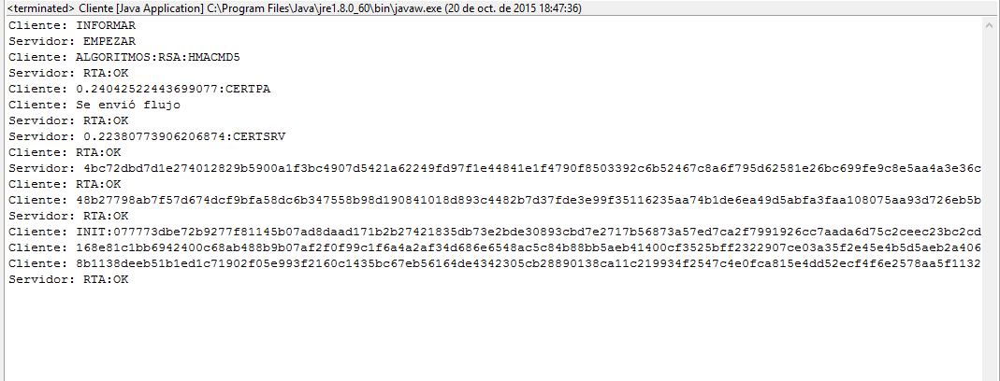 <terminated> Cliente [Java Application] C:\Program Files\Java\jre1.8.0_60\bin\javaw.exe (20 de oct. de 2015 18:47:36)
Cliente: INFORMAR
Servidor: EMPEZAR
Cliente: ALGORITMOS:RSA:HMACMD5
Servidor: RTA:OK
Cliente: 0.24042522443699077:CERTPA
Cliente: Se envió flujo
Servidor: RTA:OK
Servidor: 0.22380773906206874:CERTSRV
Cliente: RTA:OK
Servidor: 4bc72dbd7d1e274012829b5900a1f3bc4907d5421a62249fd97f1e44841e1f4790f8503392c6b52467c8a6f795d62581e26bc699fe9c8e5aa4a3e36c
Cliente: RTA:OK
Cliente: 48b27798ab7f57d674dcf9bfa58dc6b347558b98d190841018d893c4482b7d37fde3e99f35116235aa74b1de6ea49d5abfa3faa108075aa93d726eb5b
Servidor: RTA:OK
Cliente: INIT:077773dbe72b9277f81145b07ad8daad171b2b27421835db73e2bde30893cbd7e2717b56873a57ed7ca2f7991926cc7aada6d75c2ceec23bc2cd
Cliente: 168e81c1bb6942400c68ab488b9b07af2f0f99c1f6a4a2af34d686e6548ac5c84b88bb5aeb41400cf3525bff2322907ce03a35f2e45e4b5d5aeb2a406
Cliente: 8b1138deeb51b1ed1c71902f05e993f2160c1435bc67eb56164de4342305cb28890138ca11c219934f2547c4e0fca815e4dd52ecf4f6e2578aa5f1132
Servidor: RTA:OK